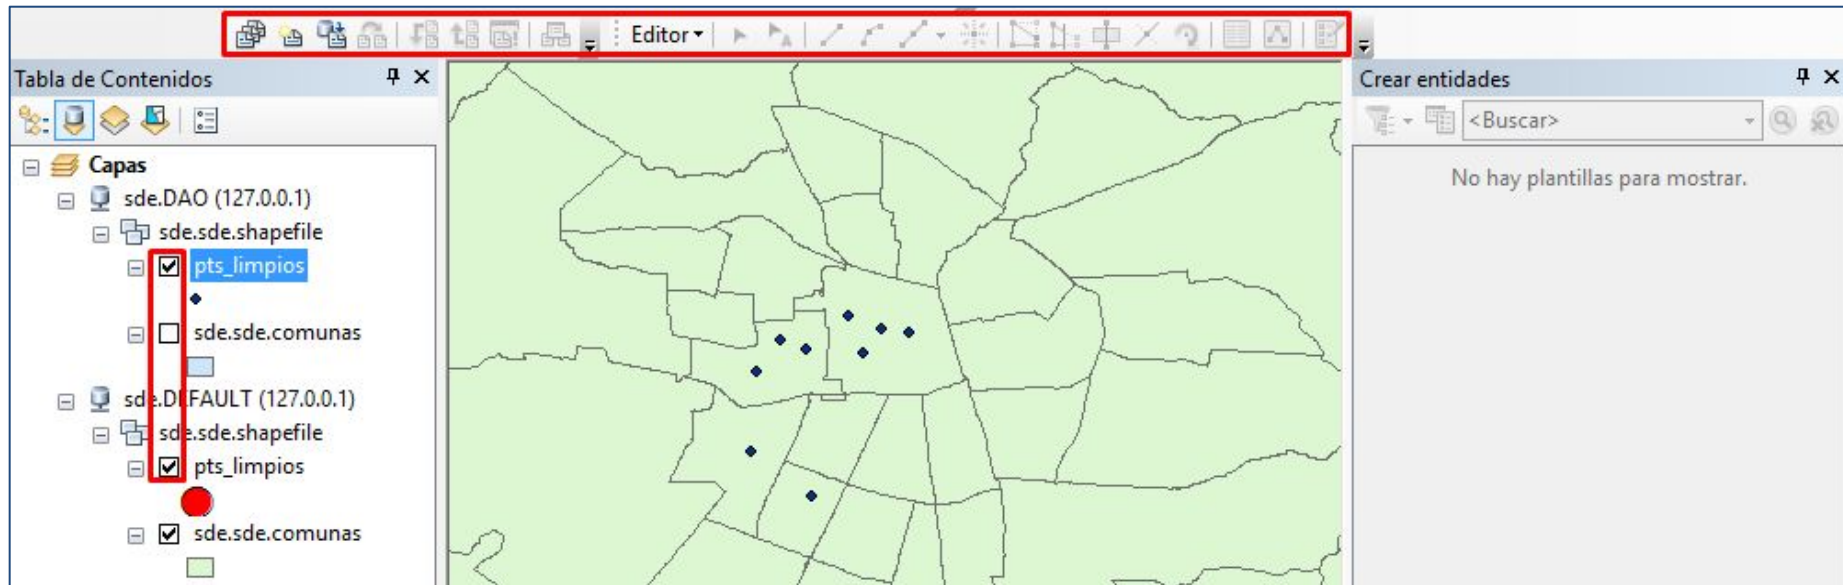 Editor
Tabla de Contenidos
Capas
sde.DAO (127.0.0.1)
sde.sde.shapefile
pts_limpios
sde.sde.comunas
sde.DEFAULT (127.0.0.1)
sde.sde.shapefile
pts_limpios
sde.sde.comunas
Crear entidades
<Buscar>
No hay plantillas para mostrar.